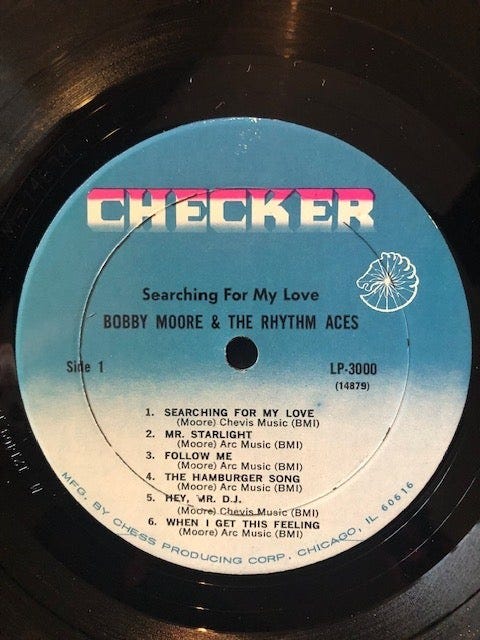 CHECKER
Searching For My Love
BOBBY MOORE & THE RHYTHM ACES
Side 1
LP-3000
(14879)
1. SEARCHING FOR MY LOVE
(Moore) Chevis Music (BMI)
2. MR. STARLIGHT
(Moore) Arc Music (BMI)
3. FOLLOW ME
(Moore) Arc Music (BMI)
4. THE HAMBURGER SONG
(Moore) Arc Music (BMI)
5. HEY, MR. D.J.
(Moore) Chevis Music (BMI)
6. WHEN I GET THIS FEELING
(Moore) Arc Music (BMI)
MFG. BY CHESS PRODUCING CORP. CHICAGO, IL 60616